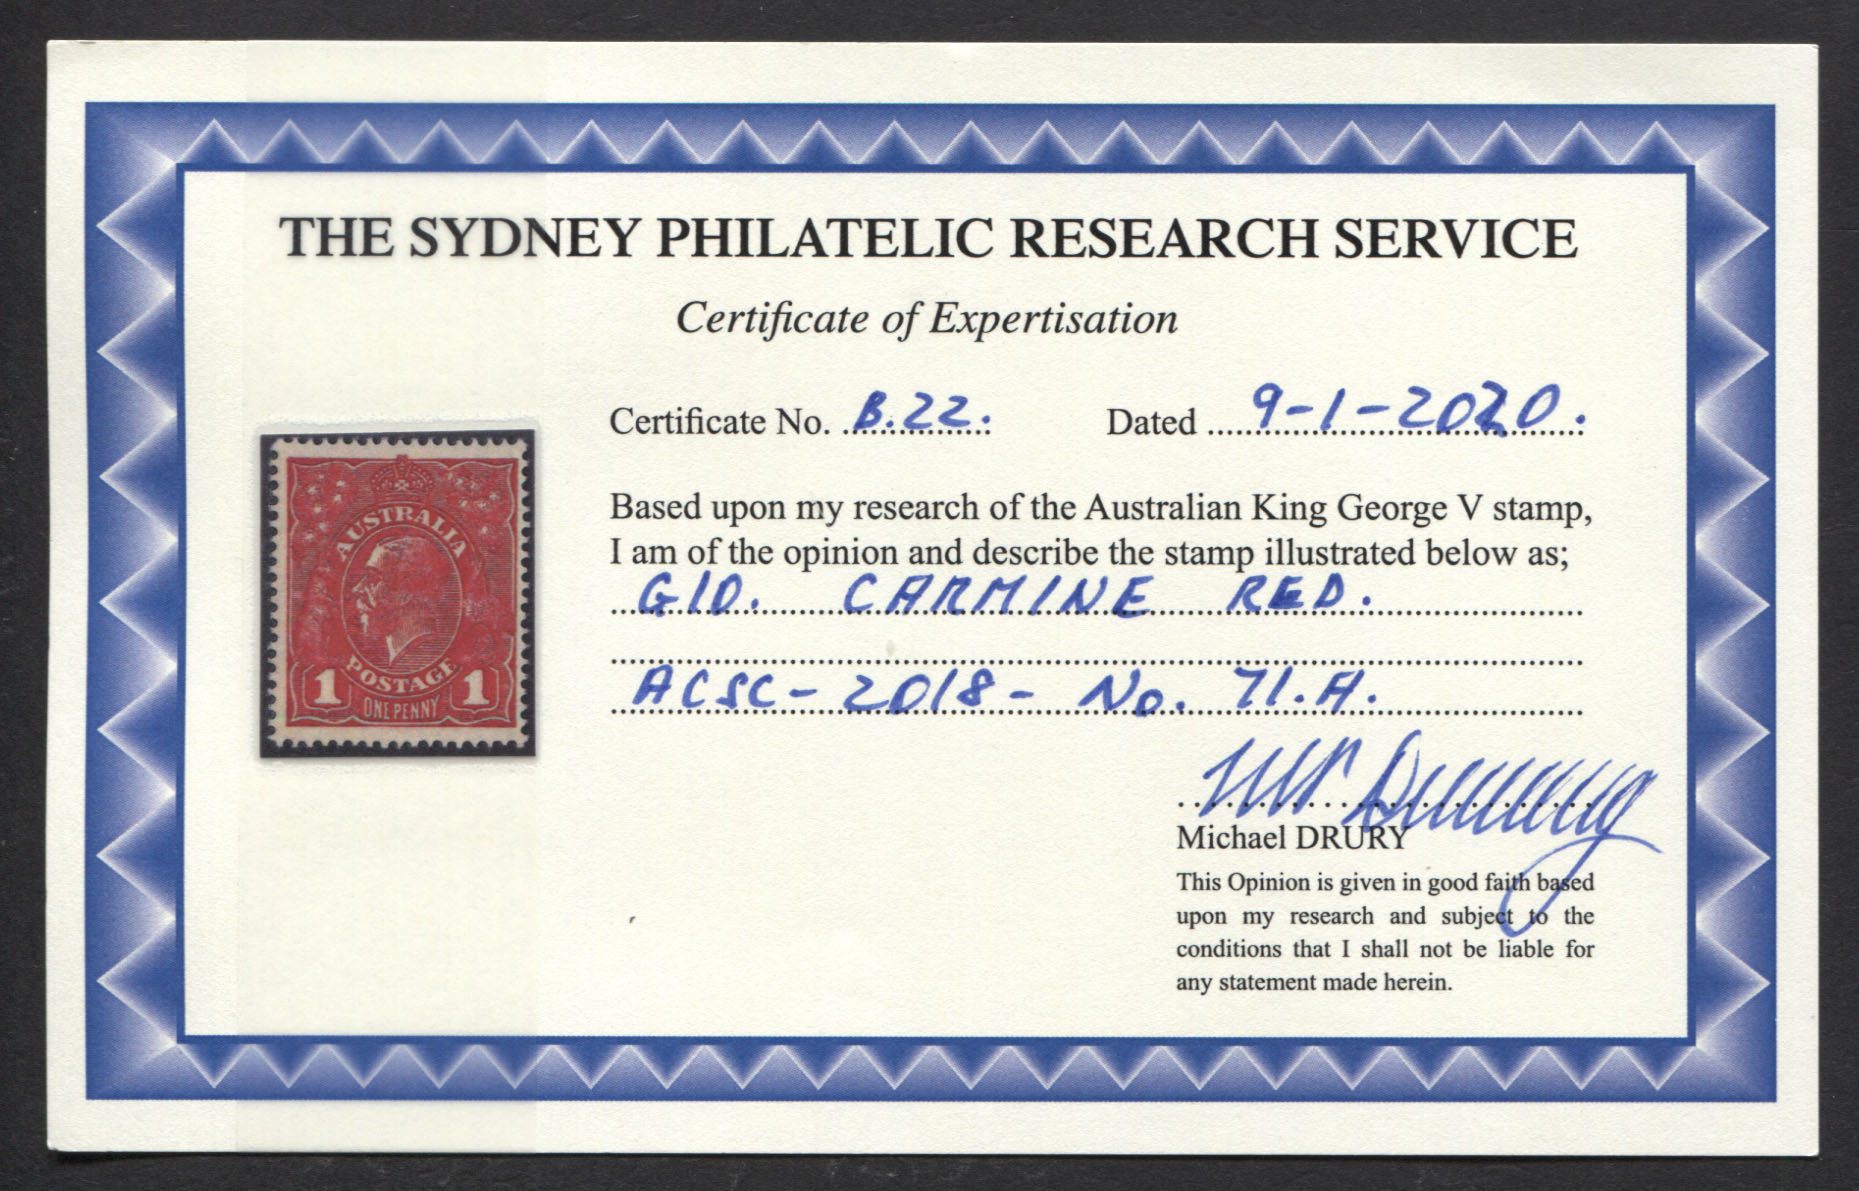 THE SYDNEY PHILATELIC RESEARCH SERVICE
Certificate of Expertisation
Certificate No. B.22. Dated 9-1-2020.
Based upon my research of the Australian King George V stamp,
I am of the opinion and describe the stamp illustrated below as;
G10. CARMINE RED.
ACSC-2018- No. 71.A.
AUSTRALIA
POSTAGE
1 1
ONE PENNY
Michael DRURY
This Opinion is given in good faith based
upon my research and subject to the
conditions that I shall not be liable for
any statement made herein.